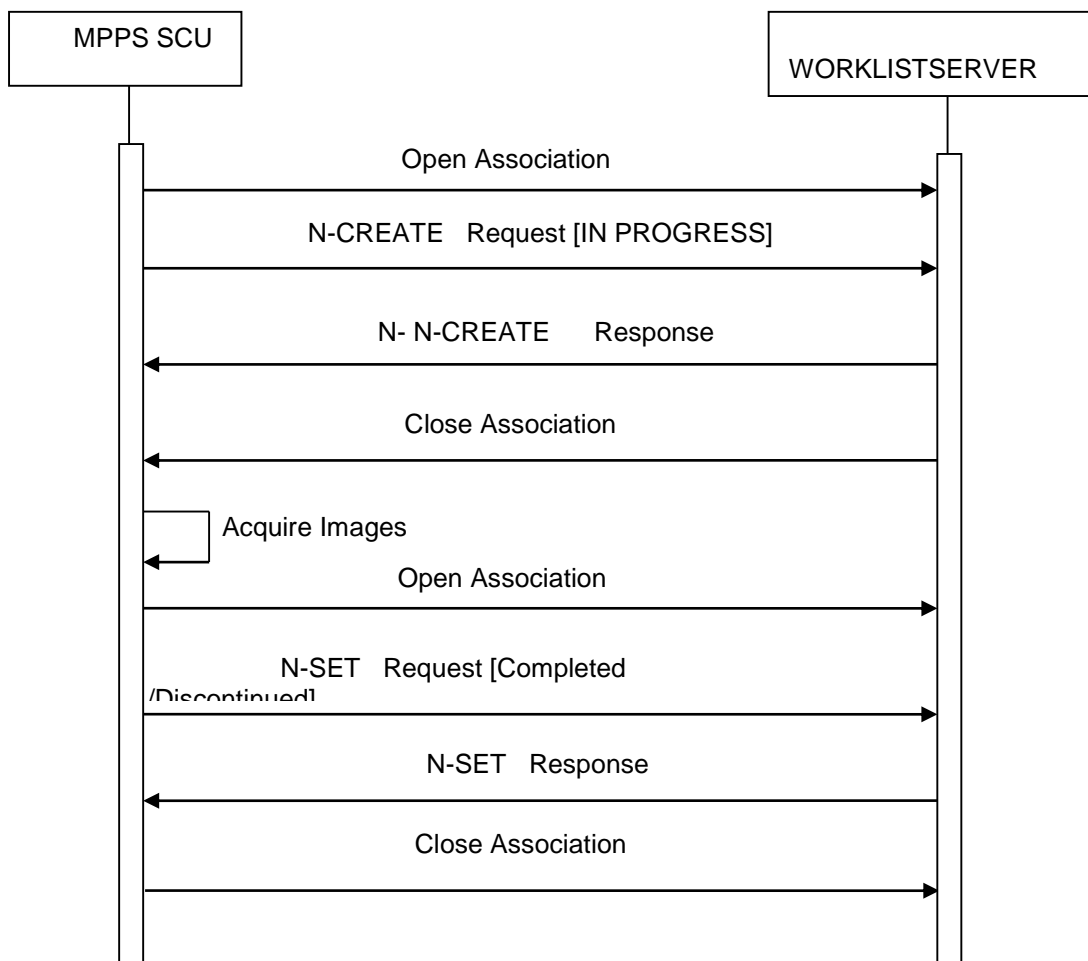 MPPS SCU
WORKLISTSERVER
Open Association
N-CREATE Request [IN PROGRESS]
N- N-CREATE Response
Close Association
Acquire Images
Open Association
N-SET Request [Completed
/Discontinued]
N-SET Response
Close Association